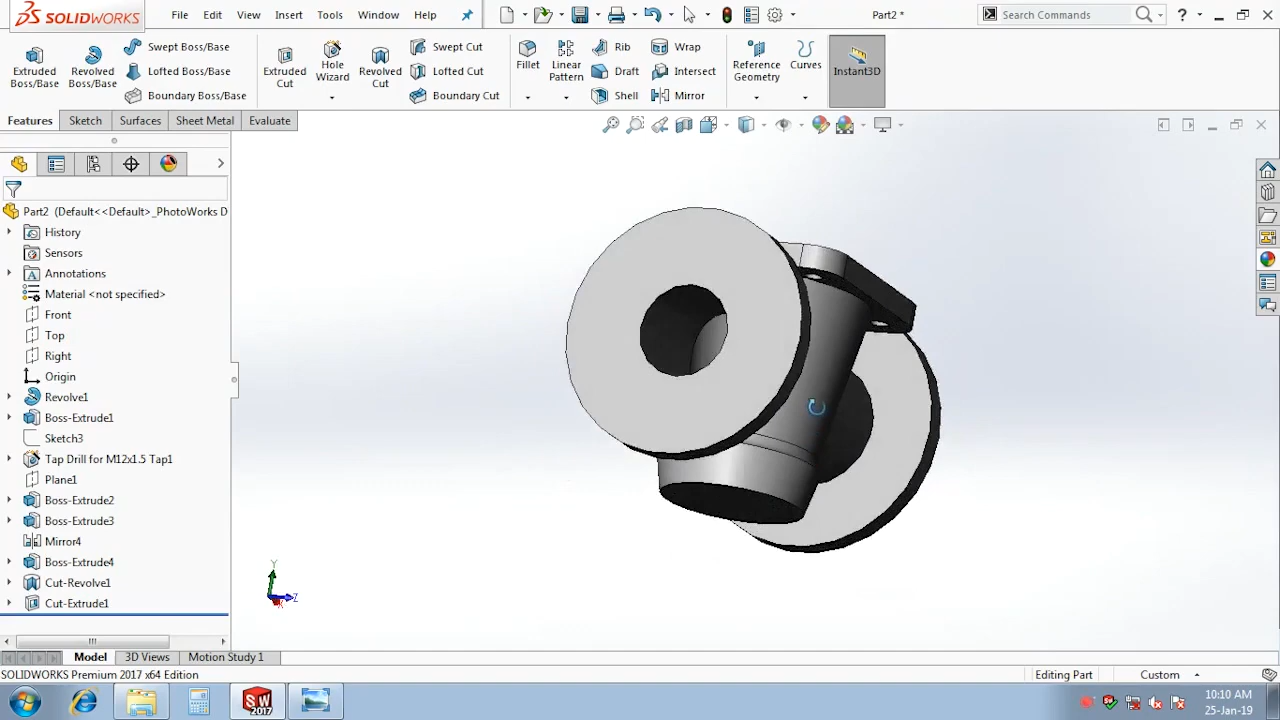 SOLIDWORKS File Edit View Insert Tools Window Help Part2 * Search Commands ?
Extruded Boss/Base
Revolved Boss/Base
Swept Boss/Base
Lofted Boss/Base
Boundary Boss/Base
Extruded Cut
Hole Wizard
Revolved Cut
Swept Cut
Lofted Cut
Boundary Cut
Fillet
Linear Pattern
Rib
Draft
Shell
Wrap
Intersect
Mirror
Reference Geometry
Curves
Instant3D
Features Sketch Surfaces Sheet Metal Evaluate
Part2 (Default<<Default>_PhotoWorks D
History
Sensors
Annotations
Material <not specified>
Front
Top
Right
Origin
Revolve1
Boss-Extrude1
Sketch3
Tap Drill for M12x1.5 Tap1
Plane1
Boss-Extrude2
Boss-Extrude3
Mirror4
Boss-Extrude4
Cut-Revolve1
Cut-Extrude1
Y
Z
X
Model 3D Views Motion Study 1
SOLIDWORKS Premium 2017 x64 Edition Editing Part Custom
SW 2017
10:10 AM
25-Jan-19